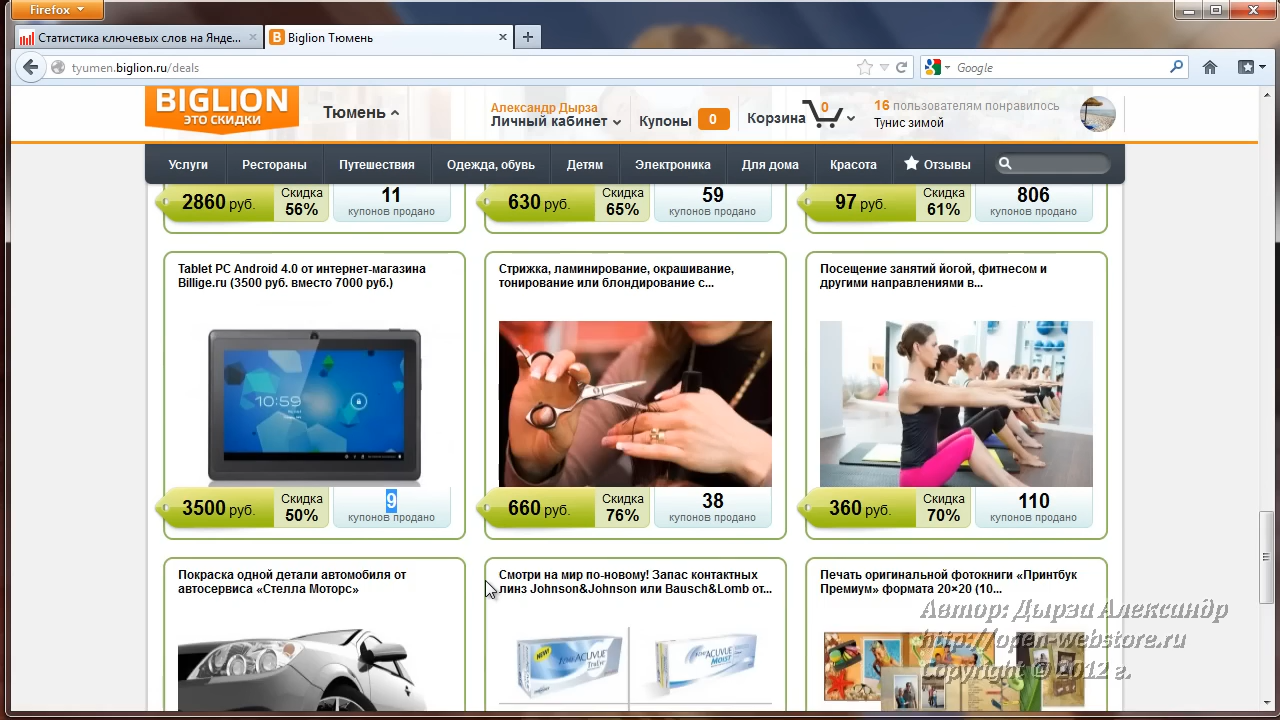 Firefox
Статистика ключевых слов на Янде...
Biglion Тюмень
tyumen.biglion.ru/deals
Google
BIGLION
ЭТО СКИДКИ
Тюмень
Александр Дырза
Личный кабинет
Купоны 0
Корзина 0
16 пользователям понравилось
Тунис зимой
Услуги Рестораны Путешествия Одежда, обувь Детям Электроника Для дома Красота Отзывы
2860 руб.
Скидка
56%
11
купонов продано
630 руб.
Скидка
65%
59
купонов продано
97 руб.
Скидка
61%
806
купонов продано
Tablet PC Android 4.0 от интернет-магазина
Billige.ru (3500 руб. вместо 7000 руб.)
10:59
3500 руб.
Скидка
50%
9
купонов продано
Стрижка, ламинирование, окрашивание,
тонирование или блондирование с...
660 руб.
Скидка
76%
38
купонов продано
Посещение занятий йогой, фитнесом и
другими направлениями в...
360 руб.
Скидка
70%
110
купонов продано
Покраска одной детали автомобиля от
автосервиса «Стелла Моторс»
Смотри на мир по-новому! Запас контактных
линз Johnson&Johnson или Bausch&Lomb от...
NEW!
ACUVUE
TruEye
ACUVUE
MOIST
Печать оригинальной фотокниги «Принтбук
Премиум» формата 20×20 (10...
Автор: Дырза Александр
http://open-webstore.ru
Copyright © 2012 г.